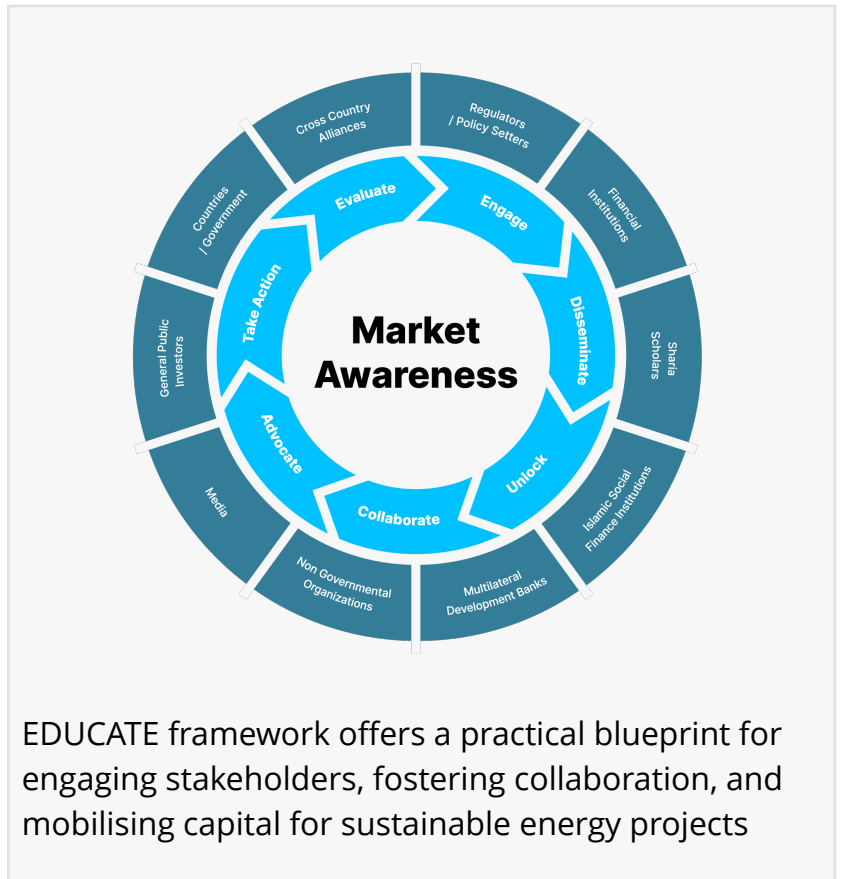 Cross Country
Alliances
Regulators
/ Policy Setters
Financial
Institutions
Sharia
Scholars
Islamic Social
Finance Institutions
Multilateral
Development Banks
Non Governmental
Organizations
Media
General Public
Investors
Countries
/ Government
Evaluate
Engage
Disseminate
Unlock
Collaborate
Advocate
Take Action
Market
Awareness
EDUCATE framework offers a practical blueprint for
engaging stakeholders, fostering collaboration, and
mobilising capital for sustainable energy projects